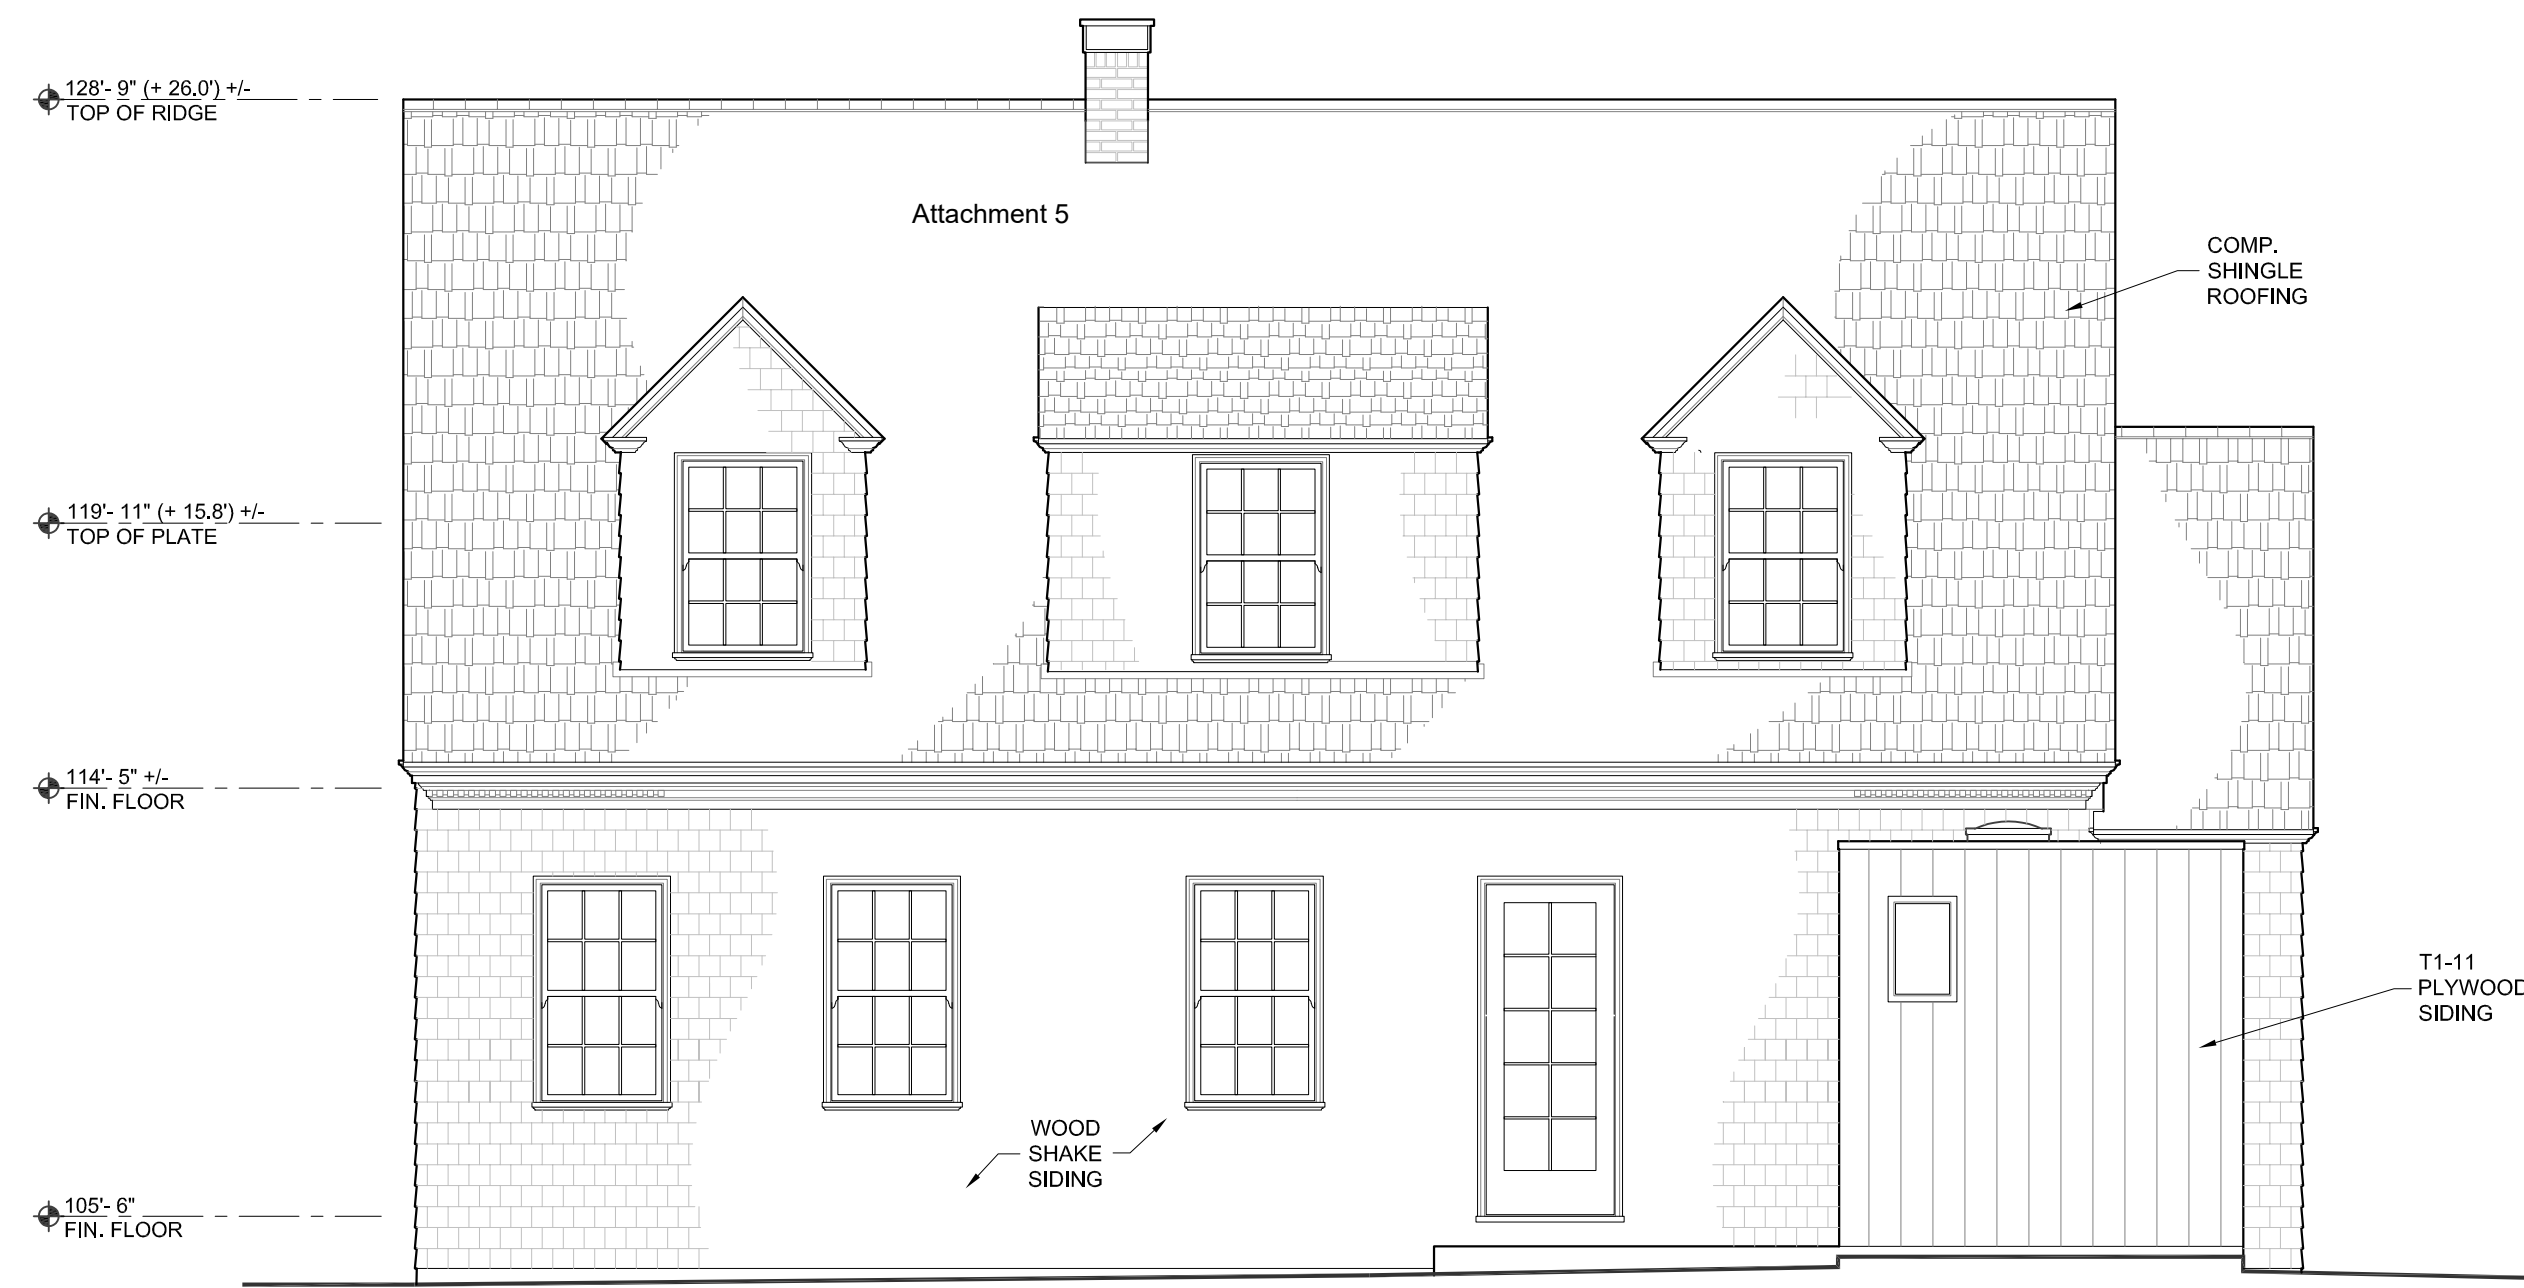 128'- 9" (+ 26.0') +/-
TOP OF RIDGE
Attachment 5
COMP.
SHINGLE
ROOFING
119'- 11" (+ 15.8') +/-
TOP OF PLATE
114'- 5" +/-
FIN. FLOOR
T1-11
PLYWOOD
SIDING
WOOD
SHAKE
SIDING
105'- 6"
FIN. FLOOR